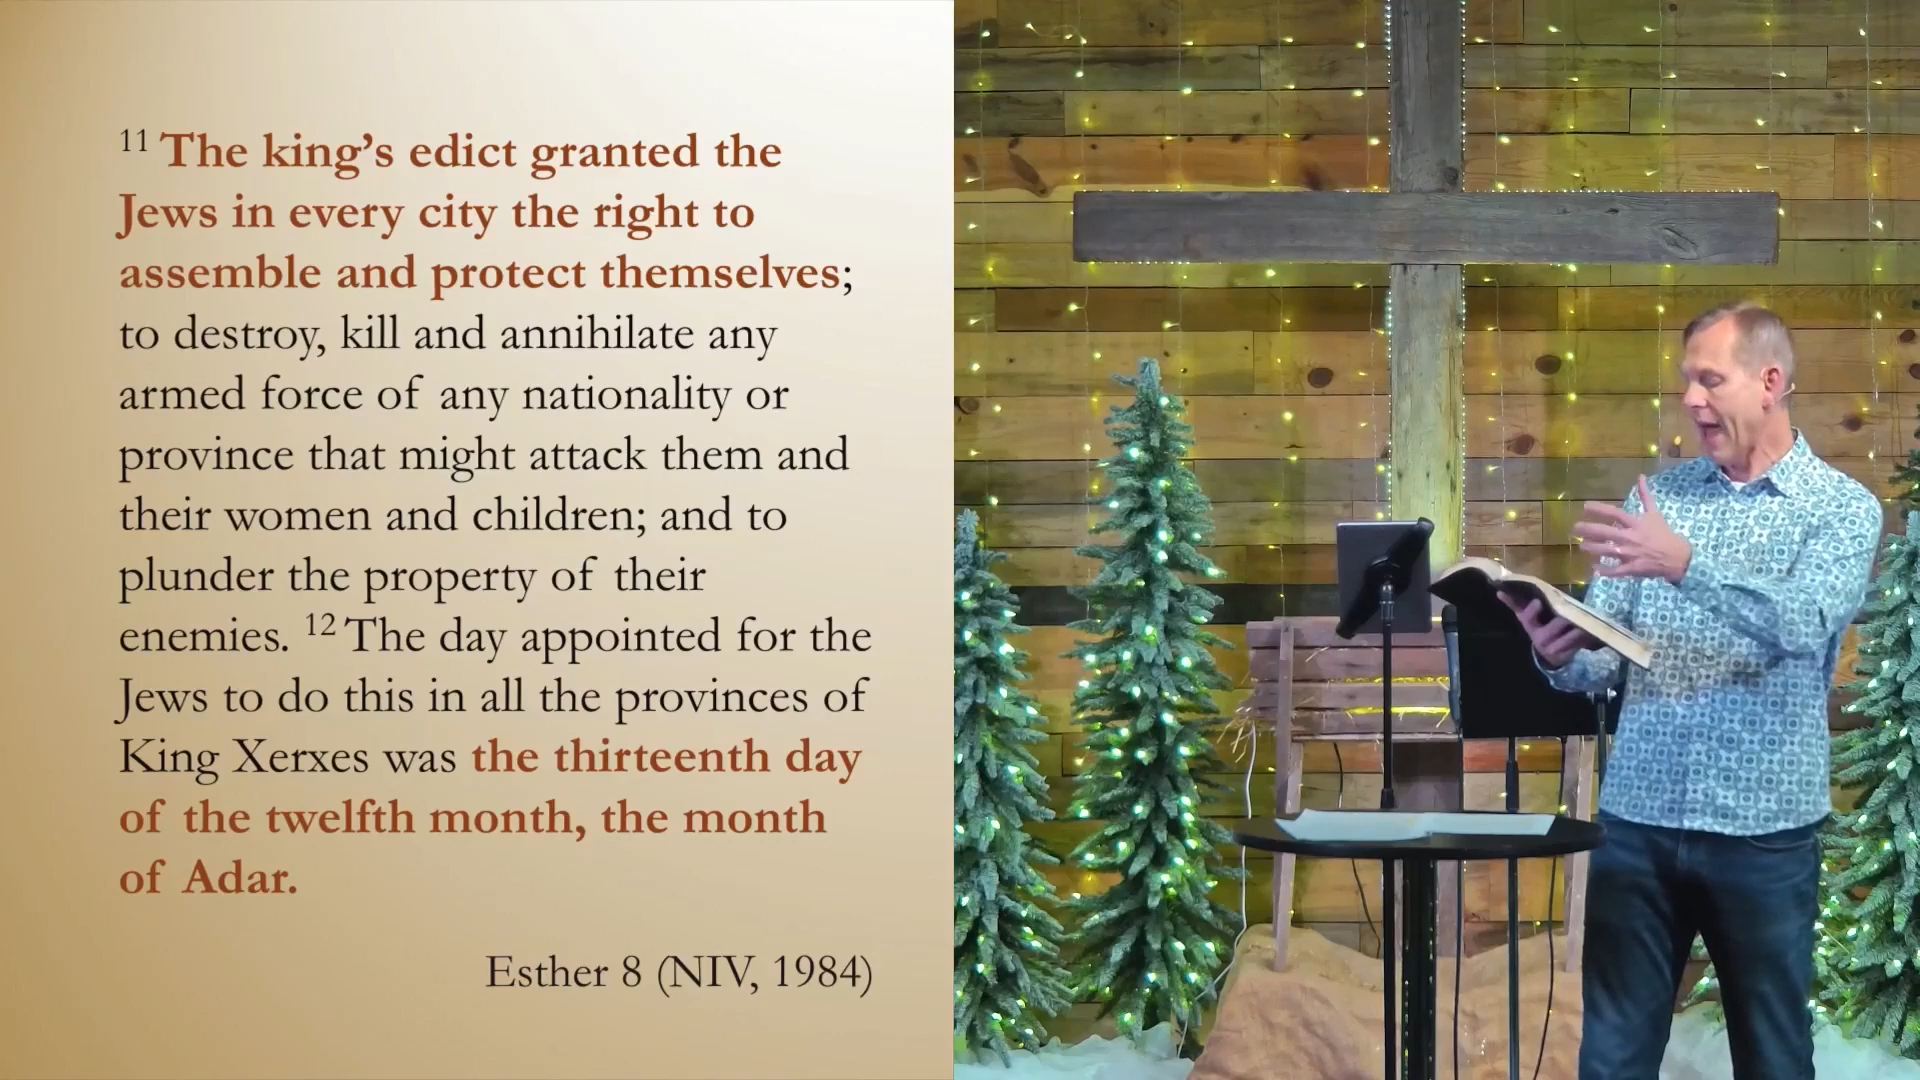 11 The king’s edict granted the
Jews in every city the right to
assemble and protect themselves;
to destroy, kill and annihilate any
armed force of any nationality or
province that might attack them and
their women and children; and to
plunder the property of their
enemies. 12 The day appointed for the
Jews to do this in all the provinces of
King Xerxes was the thirteenth day
of the twelfth month, the month
of Adar.
Esther 8 (NIV, 1984)